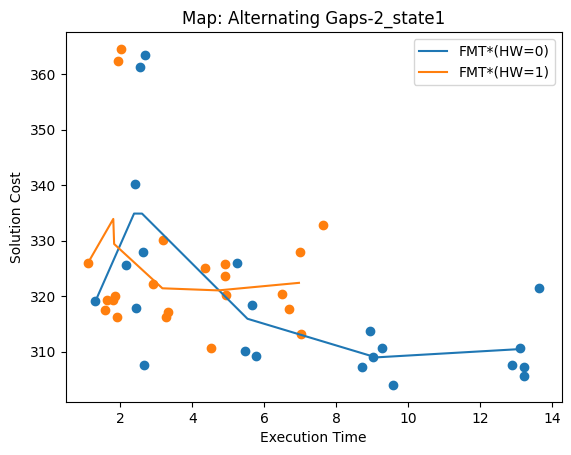 Map: Alternating Gaps-2_state1
FMT*(HW=0)
FMT*(HW=1)
Solution Cost
360
350
340
330
320
310
2 4 6 8 10 12 14
Execution Time